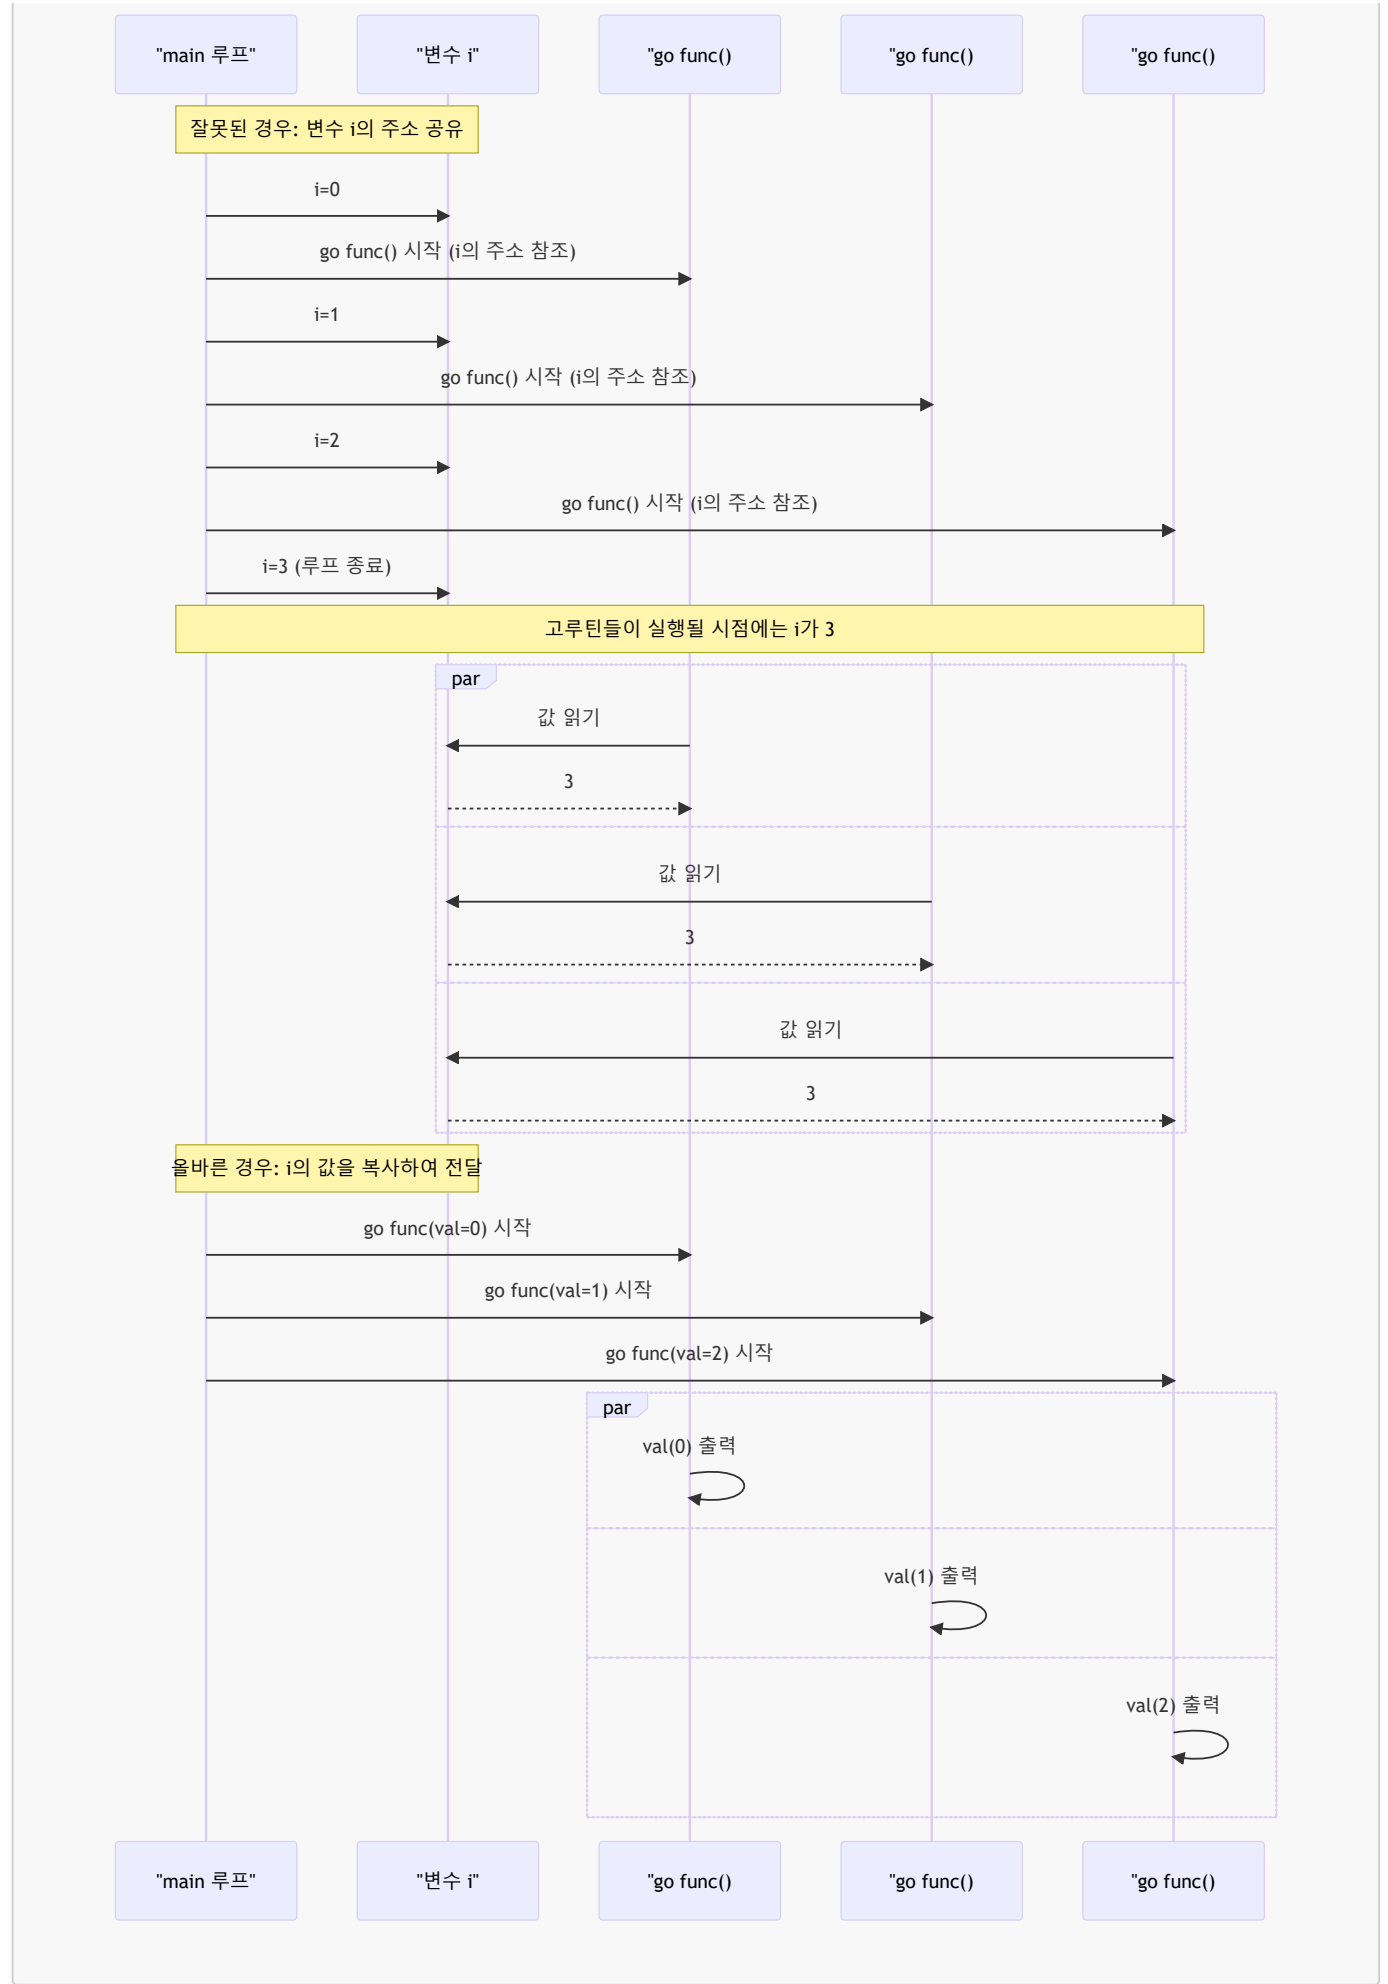 "main 루프"
"변수 i"
"go func()
"go func()
"go func()
잘못된 경우: 변수 i의 주소 공유
i=0
go func() 시작 (i의 주소 참조)
i=1
go func() 시작 (i의 주소 참조)
i=2
go func() 시작 (i의 주소 참조)
i=3 (루프 종료)
고루틴들이 실행될 시점에는 i가 3
par
값 읽기
3
값 읽기
3
값 읽기
3
올바른 경우: i의 값을 복사하여 전달
go func(val=0) 시작
go func(val=1) 시작
go func(val=2) 시작
par
val(0) 출력
val(1) 출력
val(2) 출력
"main 루프"
"변수 i"
"go func()
"go func()
"go func()